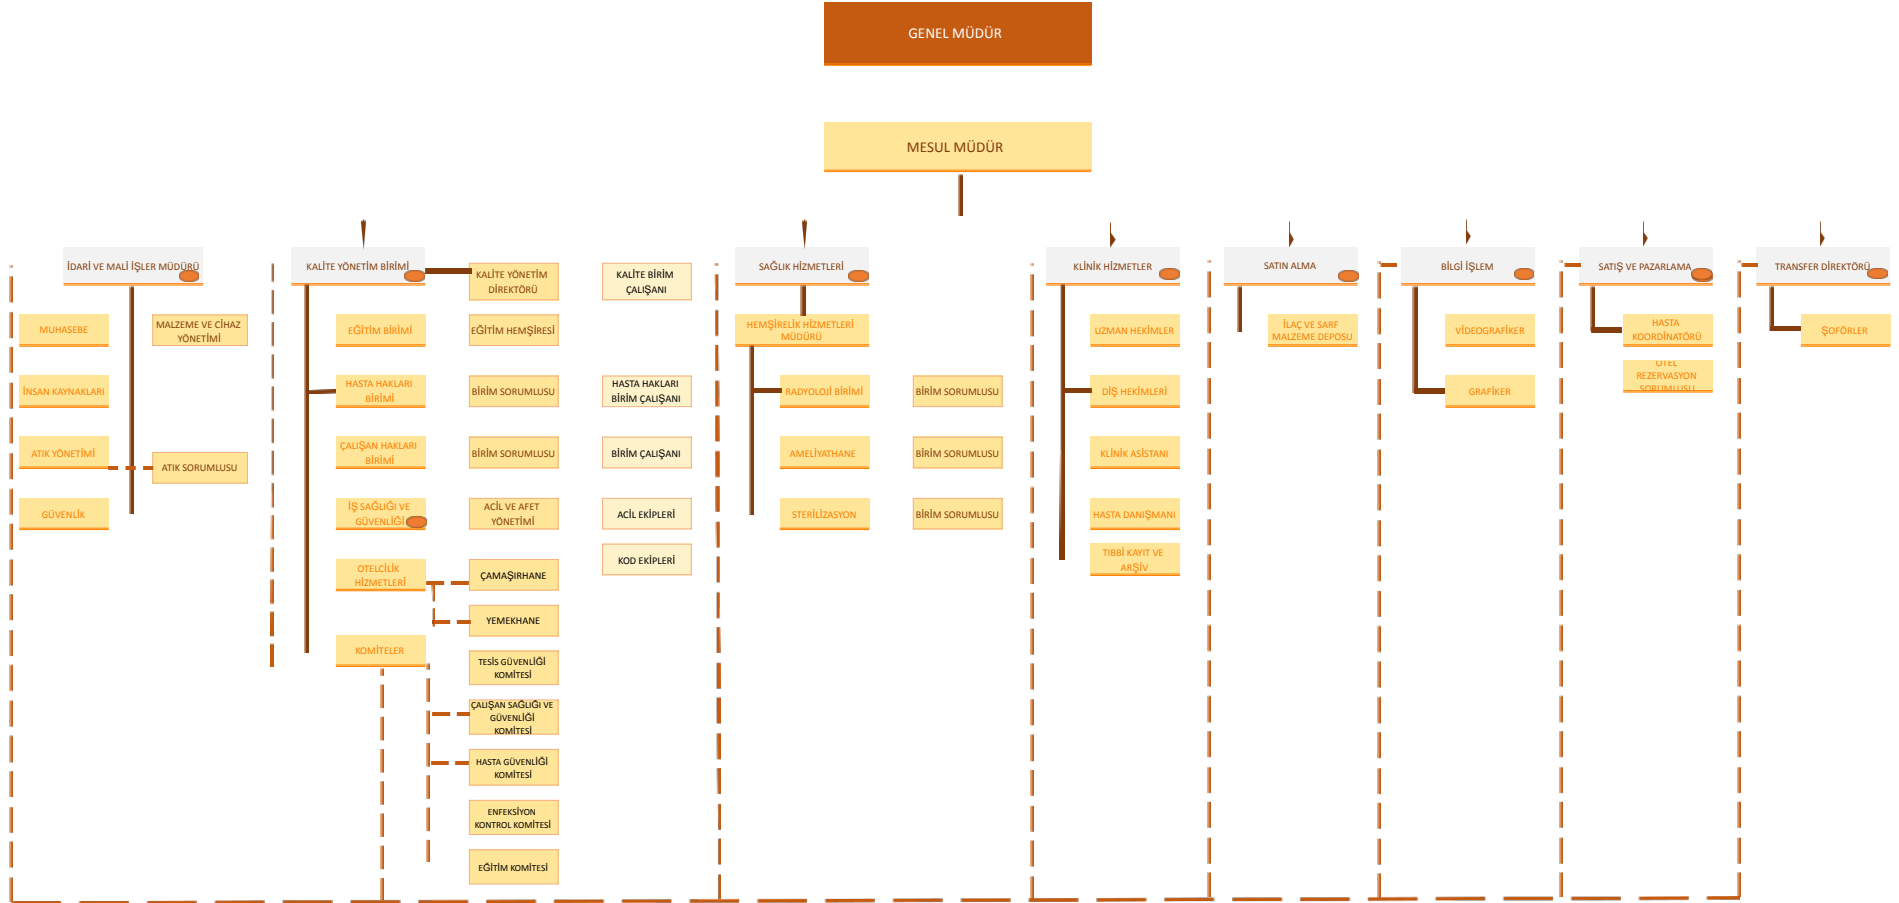 GENEL MÜDÜR
MESUL MÜDÜR
İDARİ VE MALİ İŞLER MÜDÜRÜ
MUHASEBE
MALZEME VE CİHAZ
YÖNETİMİ
İNSAN KAYNAKLARI
ATIK YÖNETİMİ
ATIK SORUMLUSU
GÜVENLİK
KALİTE YÖNETİM BİRİMİ
KALİTE YÖNETİM
DİREKTÖRÜ
KALİTE BİRİM
ÇALIŞANI
EĞİTİM BİRİMİ
EĞİTİM HEMŞİRESİ
HASTA HAKLARI
BİRİMİ
BİRİM SORUMLUSU
HASTA HAKLARI
BİRİM ÇALIŞANI
ÇALIŞAN HAKLARI
BİRİMİ
BİRİM SORUMLUSU
BİRİM ÇALIŞANI
İŞ SAĞLIĞI VE
GÜVENLİĞİ
ACİL VE AFET
YÖNETİMİ
ACİL EKİPLERİ
KOD EKİPLERİ
OTELCİLİK
HİZMETLERİ
ÇAMAŞIRHANE
YEMEKHANE
KOMİTELER
TESİS GÜVENLİĞİ
KOMİTESİ
ÇALIŞAN SAĞLIĞI VE
GÜVENLİĞİ
KOMİTESİ
HASTA GÜVENLİĞİ
KOMİTESİ
ENFEKSİYON
KONTROL KOMİTESİ
EĞİTİM KOMİTESİ
SAĞLIK HİZMETLERİ
HEMŞİRELİK HİZMETLERİ
MÜDÜRÜ
RADYOLOJİ BİRİMİ
BİRİM SORUMLUSU
AMELİYATHANE
BİRİM SORUMLUSU
STERİLİZASYON
BİRİM SORUMLUSU
KLİNİK HİZMETLER
UZMAN HEKİMLER
DİŞ HEKİMLERİ
KLİNİK ASİSTANI
HASTA DANIŞMANI
TIBBİ KAYIT VE
ARŞİV
SATIN ALMA
İLAÇ VE SARF
MALZEME DEPOSU
BİLGİ İŞLEM
VİDEOGRAFİKER
GRAFİKER
SATIŞ VE PAZARLAMA
HASTA
KOORDİNATÖRÜ
OTEL
REZERVASYON
SORUMLUSU
TRANSFER DİREKTÖRÜ
ŞOFÖRLER